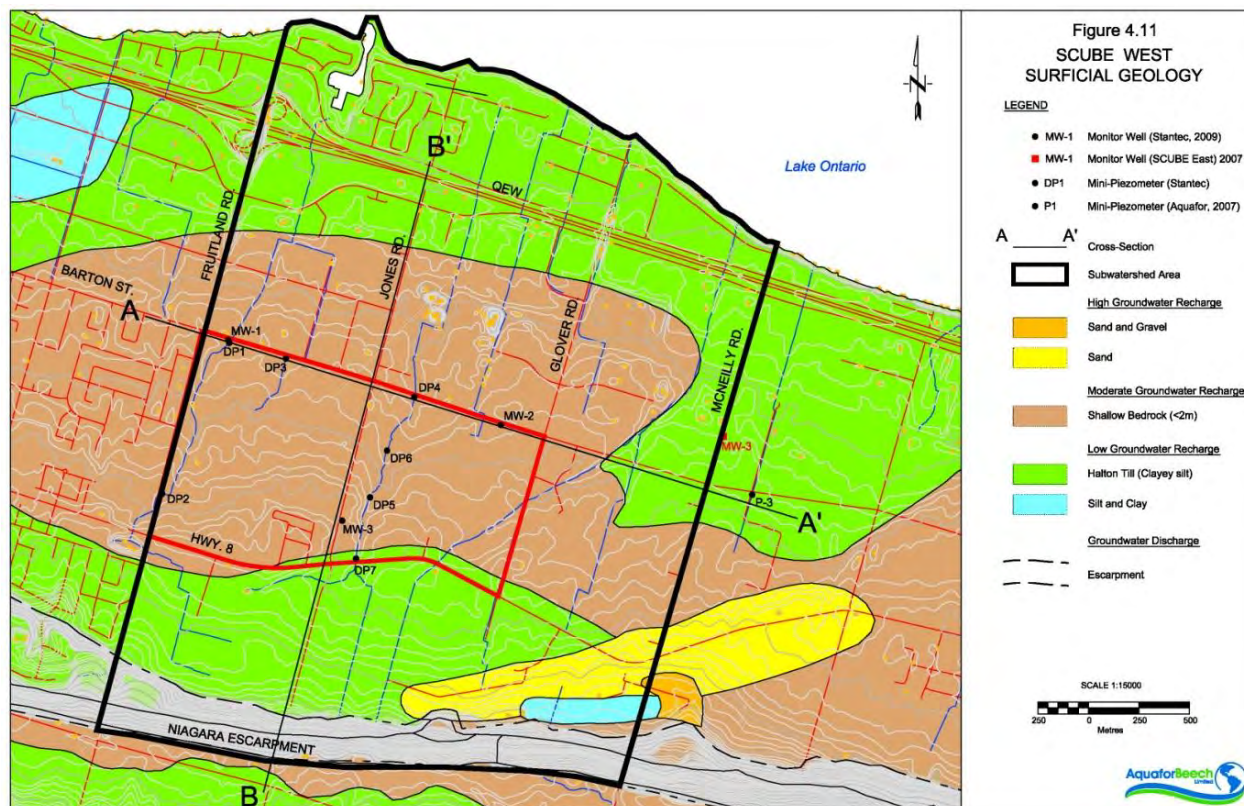 Figure 4.11
SCUBE WEST
SURFICIAL GEOLOGY
LEGEND
MW-1 Monitor Well (Stantec, 2009)
MW-1 Monitor Well (SCUBE East) 2007
DP1 Mini-Piezometer (Stantec)
P1 Mini-Piezometer (Aquafor, 2007)
A A'
Cross-Section
Subwatershed Area
High Groundwater Recharge
Sand and Gravel
Sand
Moderate Groundwater Recharge
Shallow Bedrock (<2m)
Low Groundwater Recharge
Halton Till (Clayey silt)
Silt and Clay
Groundwater Discharge
Escarpment
SCALE 1:15000
250 0 250 500
Metres
AquaforBeech
Limited
N
Lake Ontario
B'
QEW
FRUITLAND RD.
JONES RD.
BARTON ST.
A
GLOVER RD
MCNEILLY RD.
MW-1
DP1
DP3
DP4
MW-2
MW-3
DP6
DP2
DP5
P-3
MW-3
A'
HWY. 8
DP7
NIAGARA ESCARPMENT
B